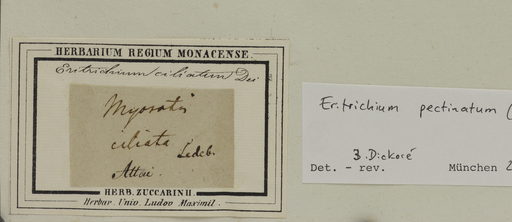 HERBARIUM REGIUM MONACENSE.
Eritrichium ciliatum
Myosotis
ciliata
Ledeb.
Altai.
HERB. ZUCCARINII.
Herbar. Univ. Ludov Maximil.
Eritrichium pectinatum (
B. Dickoré
Det. - rev. München 2